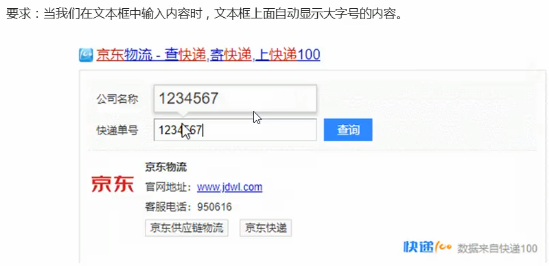 要求：当我们在文本框中输入内容时，文本框上面自动显示大字号的内容。
京东物流 - 查快递,寄快递,上快递100
公司名称
1234567
快递单号 1234567 查询
京东物流
京东 官网地址：www.jdwl.com
客服电话：950616
京东供应链物流 京东快递
快递100 数据来自快递100